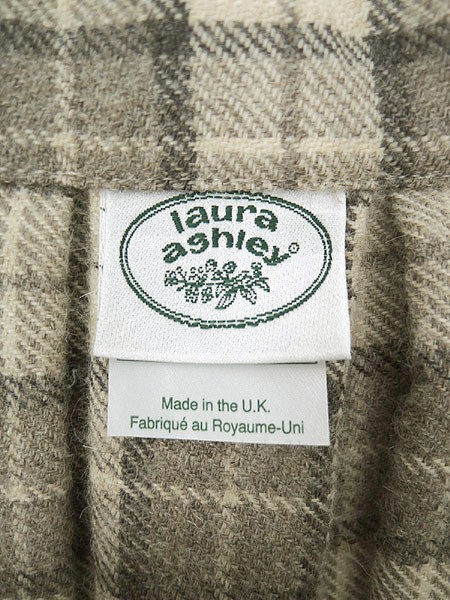 laura
ashley®
Made in the U.K.
Fabriqué au Royaume-Uni